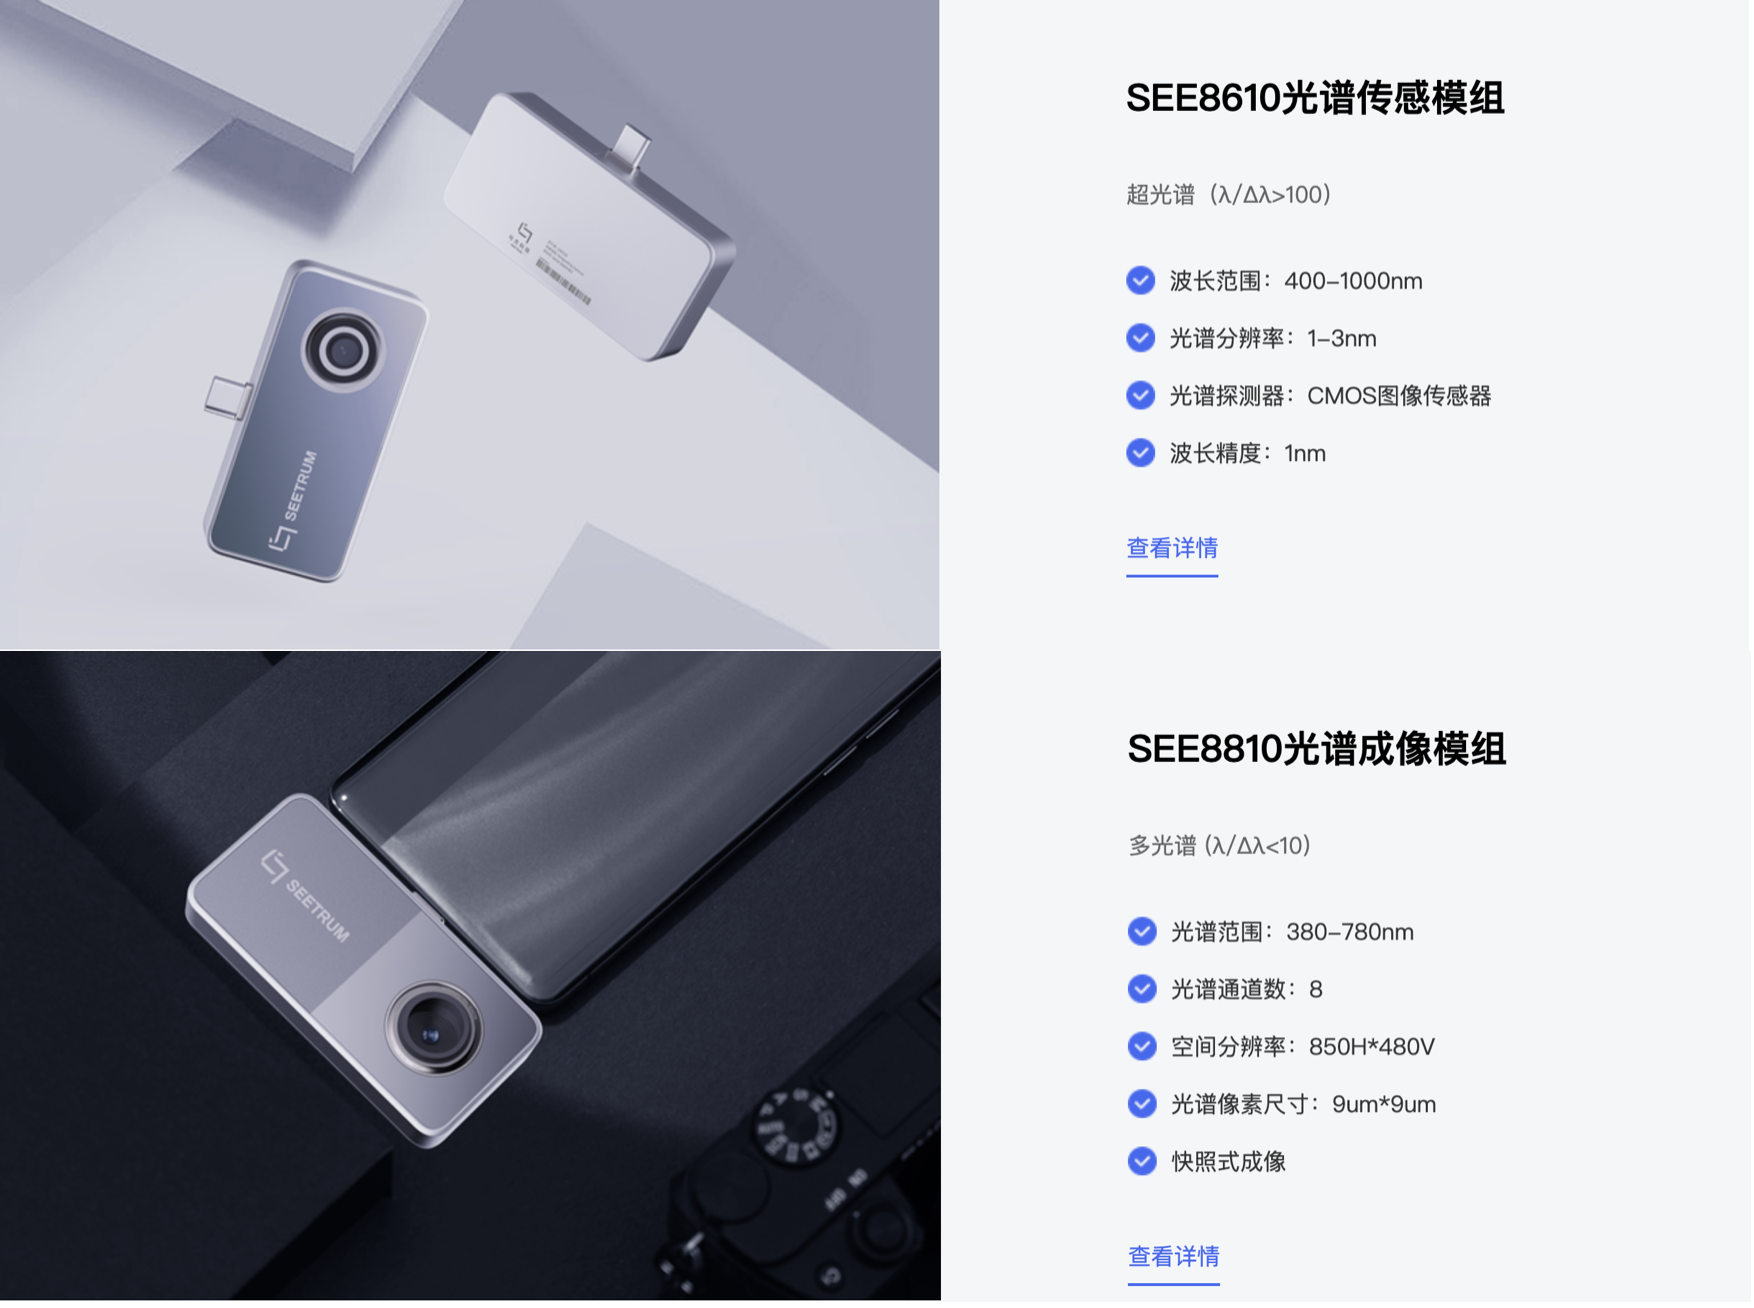 SEE8610光谱传感模组
超光谱（λ/Δλ>100）
波长范围：400-1000nm
光谱分辨率：1-3nm
光谱探测器：CMOS图像传感器
波长精度：1nm
查看详情
SEETRUM
SEE8810光谱成像模组
多光谱 (λ/Δλ<10)
光谱范围：380-780nm
光谱通道数：8
空间分辨率：850H*480V
光谱像素尺寸：9um*9um
快照式成像
查看详情
SEETRUM
ON OFF